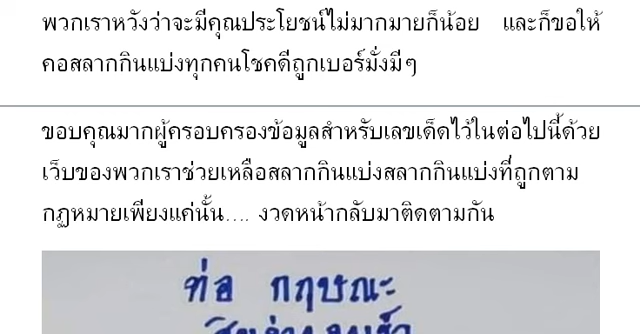 พวกเราหวังว่าจะมีคุณประโยชน์ไม่มากมายก็น้อย และก็ขอให้
คอสลากกินแบ่งทุกคนโชคดีถูกเบอร์มั่งมีๆ
ขอบคุณมากผู้ครอบครองข้อมูลสำหรับเลขเด็ดไว้ในต่อไปนี้ด้วย
เว็บของพวกเราช่วยเหลือสลากกินแบ่งสลากกินแบ่งที่ถูกตาม
กฎหมายเพียงแค่นั้น…. งวดหน้ากลับมาติดตามกัน
ท่อ กฤษณะ